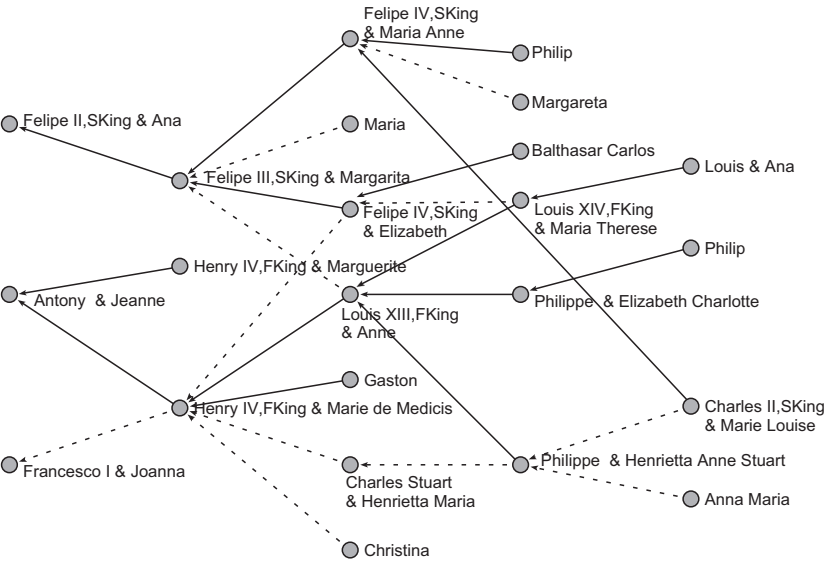 Felipe IV,SKing
& Maria Anne
Philip
Margareta
Felipe II,SKing & Ana
Maria
Balthasar Carlos
Louis & Ana
Felipe III,SKing & Margarita
Felipe IV,SKing
& Elizabeth
Louis XIV,FKing
& Maria Therese
Philip
Henry IV,FKing & Marguerite
Antony & Jeanne
Louis XIII,FKing
& Anne
Philippe & Elizabeth Charlotte
Gaston
Henry IV,FKing & Marie de Medicis
Charles II,SKing
& Marie Louise
Francesco I & Joanna
Charles Stuart
& Henrietta Maria
Philippe & Henrietta Anne Stuart
Anna Maria
Christina